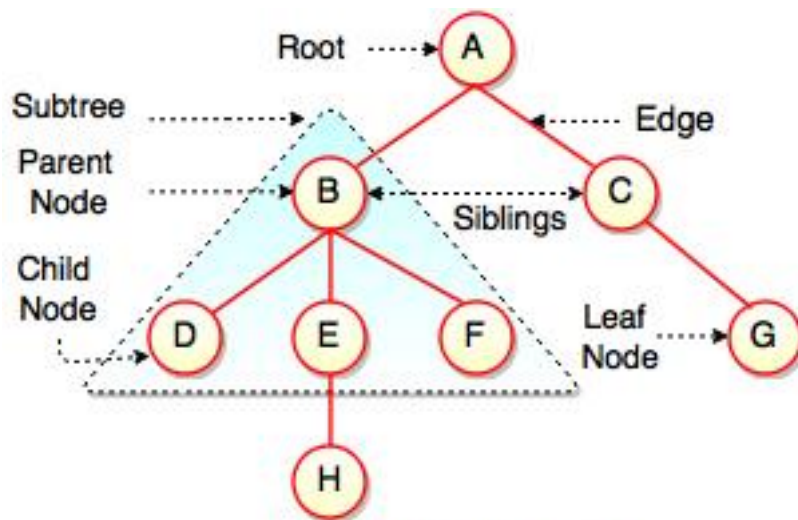 Root
A
Subtree
Edge
Parent
Node
B
Siblings
C
Child
Node
D
E
F
Leaf
Node
G
H